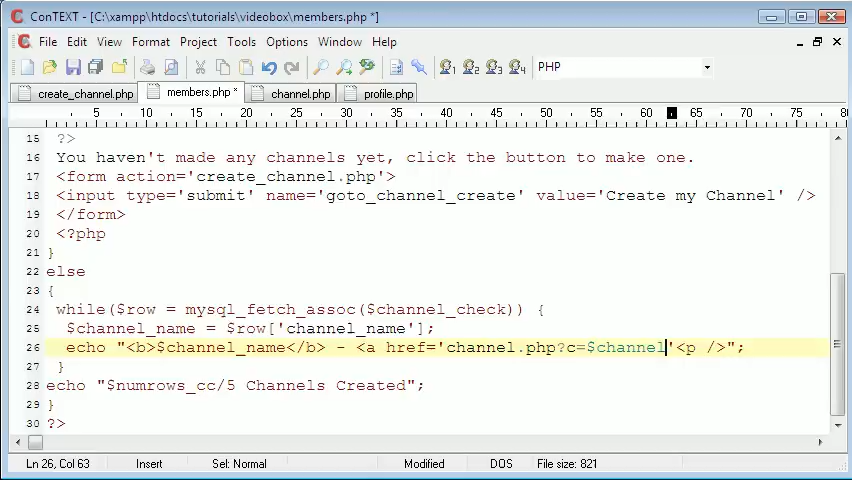 ConTEXT - [C:\xampp\htdocs\tutorials\videobox\members.php *]
File Edit View Format Project Tools Options Window Help
1 2 3 4 PHP
create_channel.php members.php * channel.php profile.php
5 10 15 20 25 30 35 40 45 50 55 60 65 70 75 80
15 ?>
16 You haven't made any channels yet, click the button to make one.
17 <form action='create_channel.php'>
18 <input type='submit' name='goto_channel_create' value='Create my Channel' />
19 </form>
20 <?php
21 }
22 else
23 {
24 while($row = mysql_fetch_assoc($channel_check)) {
25 $channel_name = $row['channel_name'];
26 echo "<b>$channel_name</b> - <a href='channel.php?c=$channel'<p />";
27 }
28 echo "$numrows_cc/5 Channels Created";
29 }
30 ?>
Ln 26, Col 63 Insert Sel: Normal Modified DOS File size: 821